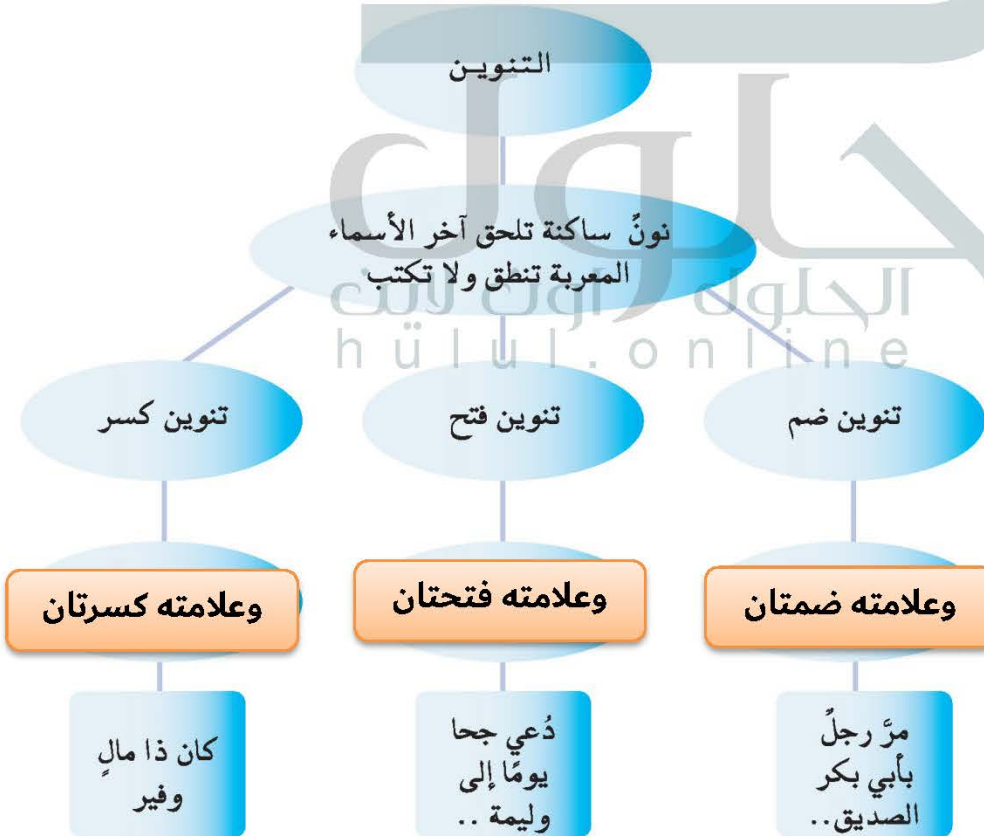 التنوين
نونٌ ساكنة تلحق آخر الأسماء
المعربة تنطق ولا تكتب
حلول
الحلول اون لاين
hülul.online
تنوين ضم
تنوين فتح
تنوين كسر
وعلامته ضمتان
وعلامته فتحتان
وعلامته كسرتان
مرَّ رجلٌ
بأبي بكر
الصديق..
دُعي جحا
يومًا إلى
وليمة ..
كان ذا مالٍ
وفير